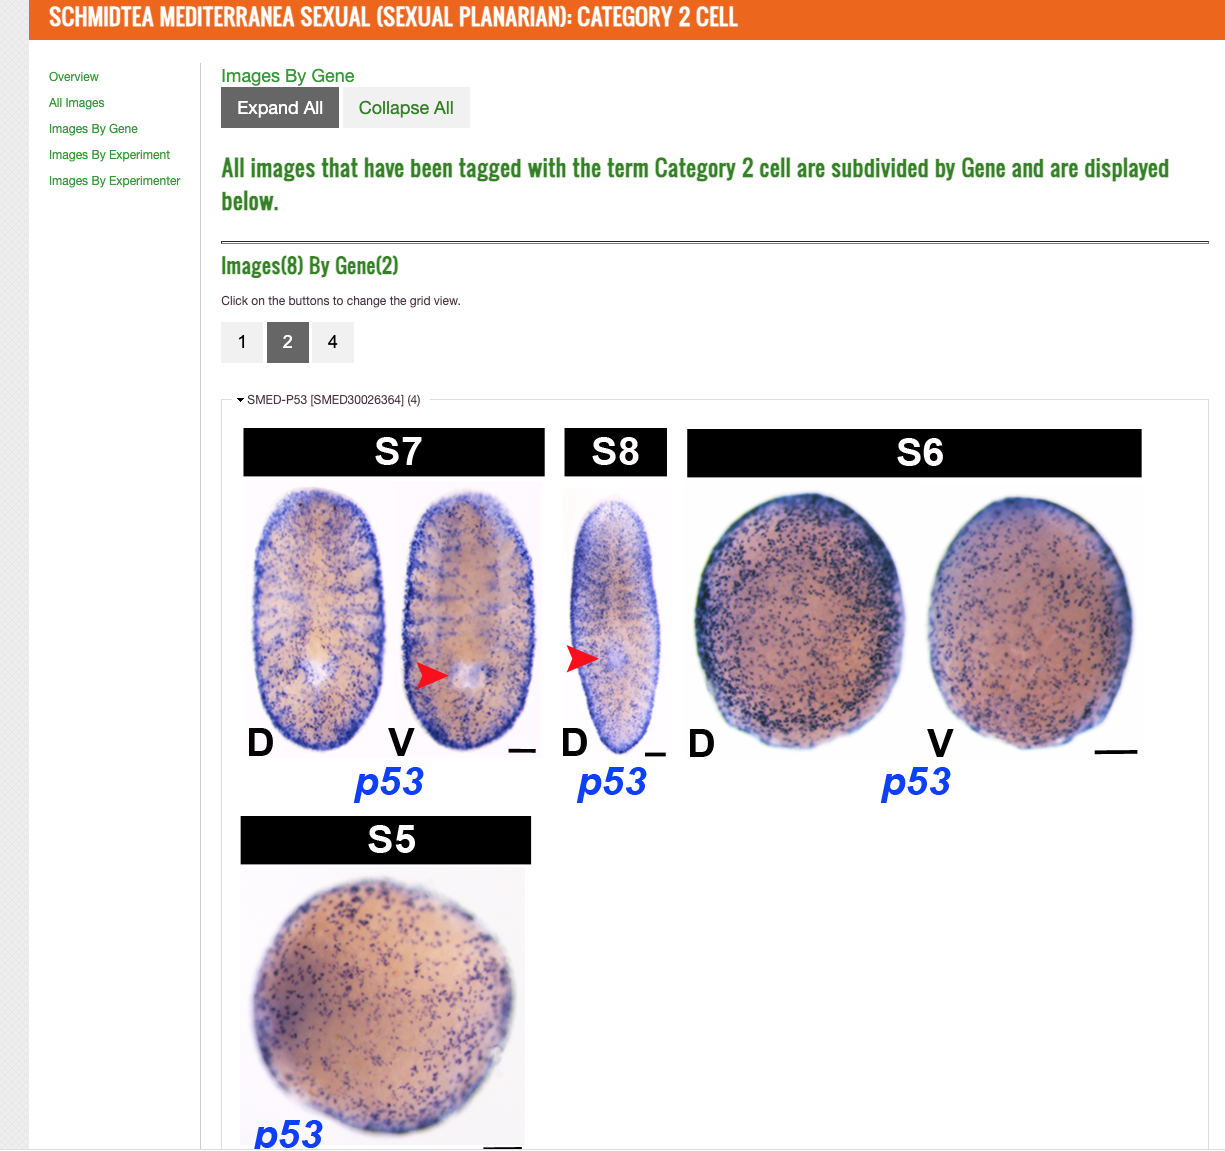 SCHMIDTEA MEDITERRANEA SEXUAL (SEXUAL PLANARIAN): CATEGORY 2 CELL
Overview
All Images
Images By Gene
Images By Experiment
Images By Experimenter
Images By Gene
Expand All
Collapse All
All images that have been tagged with the term Category 2 cell are subdivided by Gene and are displayed
below.
Images(8) By Gene(2)
Click on the buttons to change the grid view.
1
2
4
SMED-P53 [SMED30026364] (4)
S7
S8
S6
D
V
D
D
V
p53
p53
p53
S5
p53